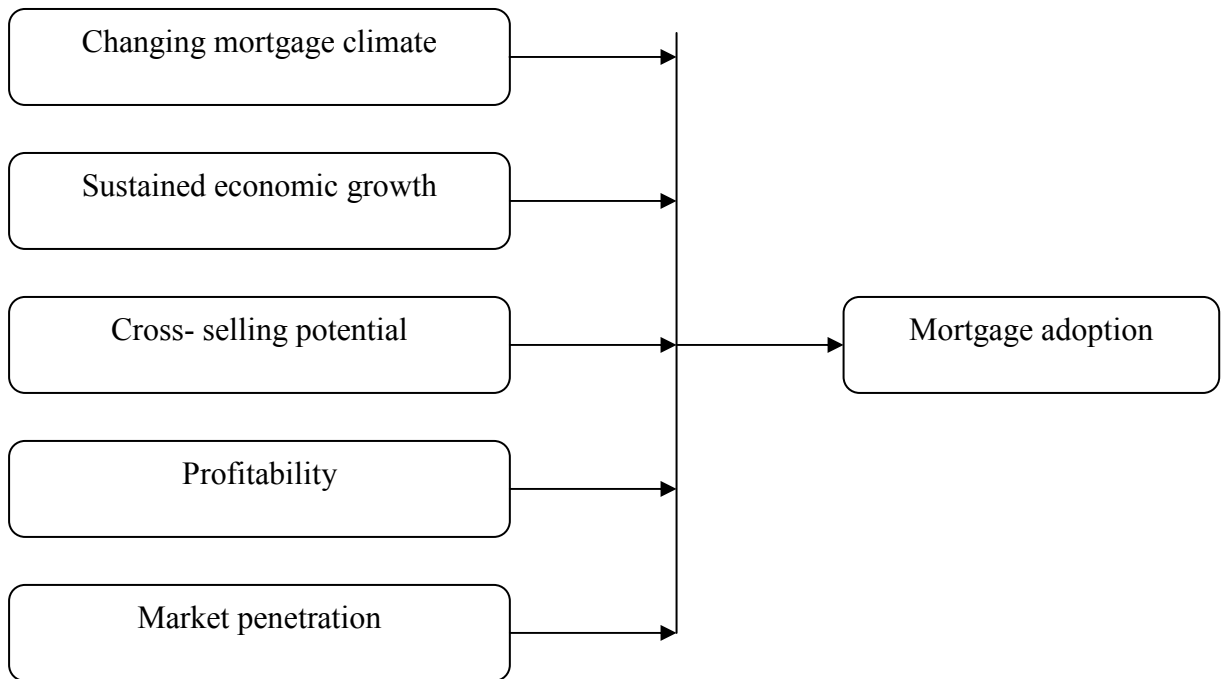 Changing mortgage climate
Sustained economic growth
Cross- selling potential
Mortgage adoption
Profitability
Market penetration